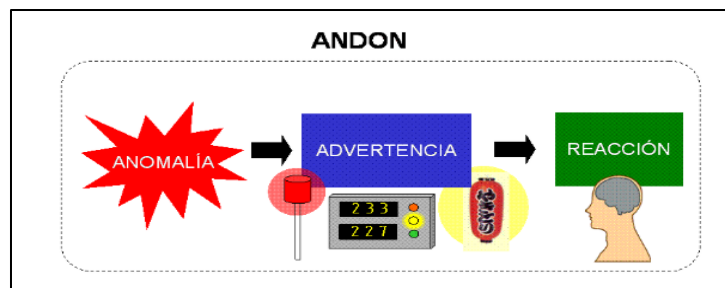 ANDON
ANOMALÍA
ADVERTENCIA
REACCIÓN
233
227